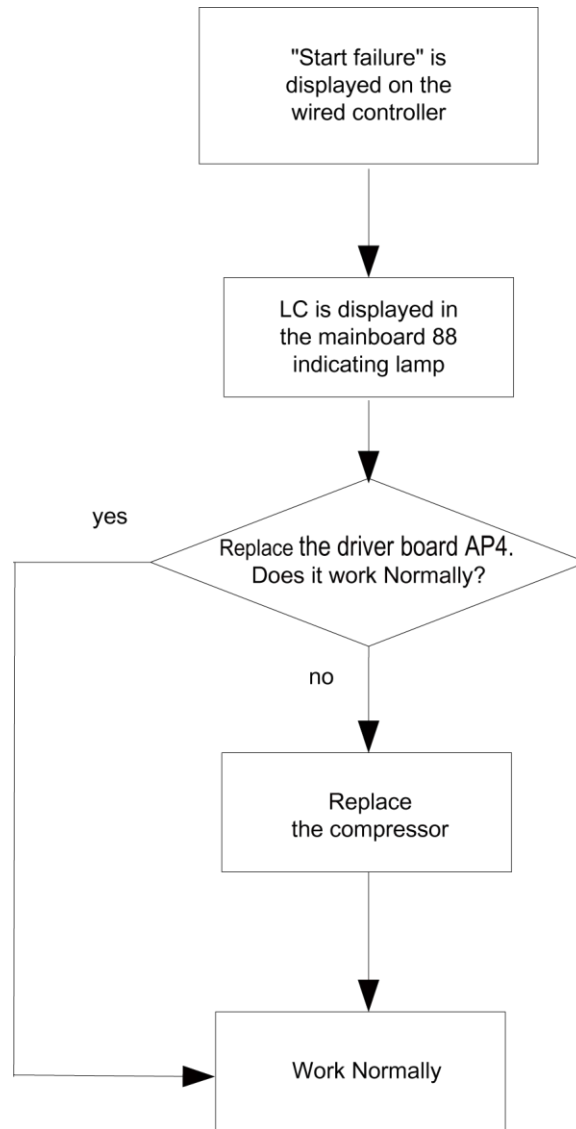 "Start failure" is
displayed on the
wired controller
LC is displayed in
the mainboard 88
indicating lamp
yes
Replace the driver board AP4.
Does it work Normally?
no
Replace
the compressor
Work Normally